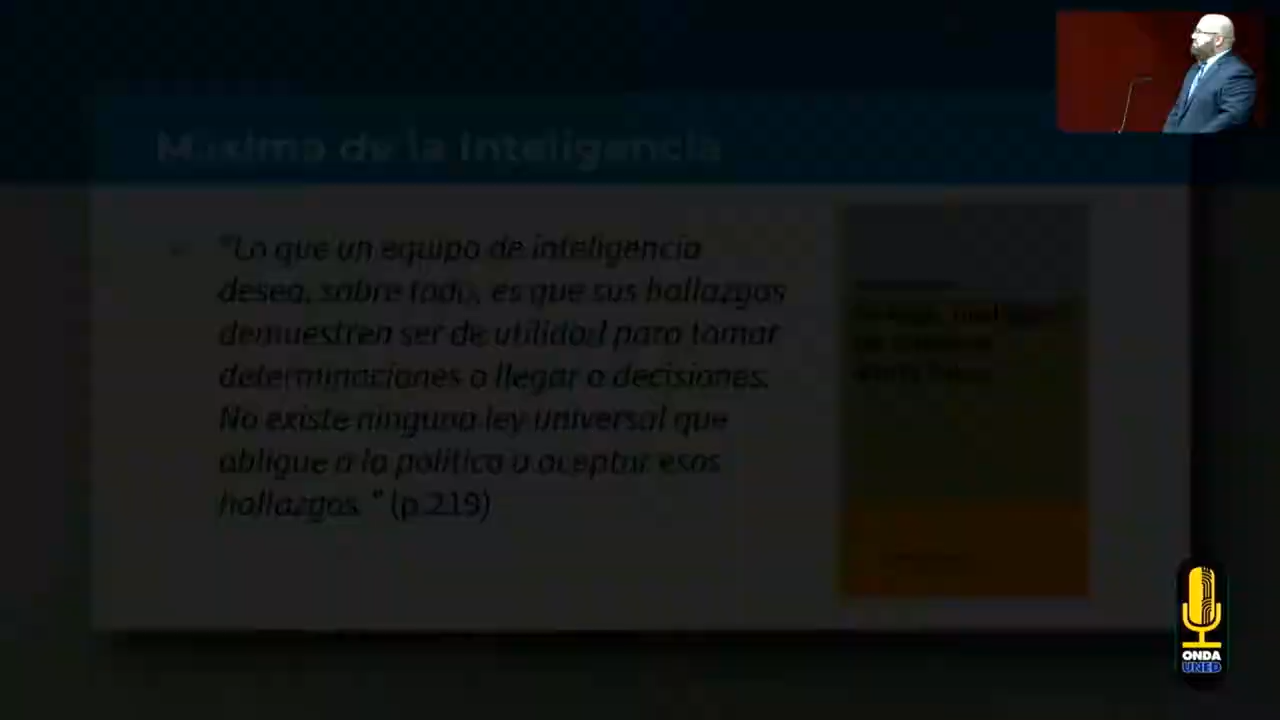 Máxima de la Inteligencia
"Lo que un equipo de inteligencia
desea, sobre todo, es que sus hallazgos
demuestren ser de utilidad para tomar
determinaciones o llegar a decisiones.
No existe ninguna ley universal que
obligue a la política a aceptar esos
hallazgos." (p.219)
ONDA
UNED